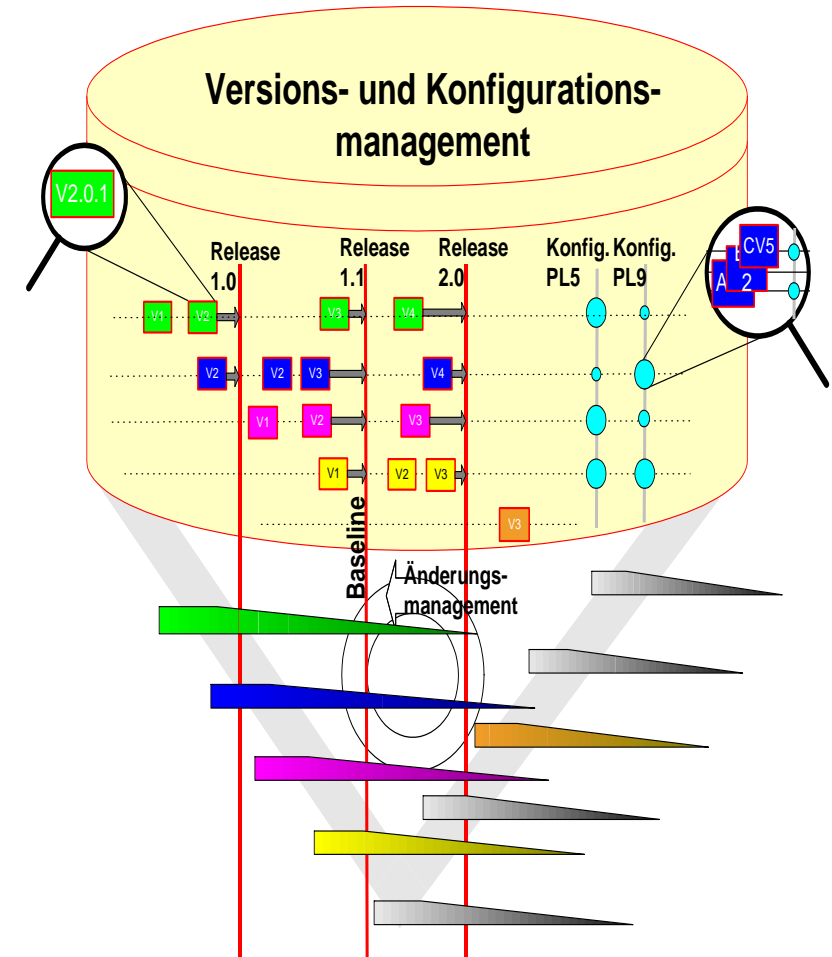 Versions- und Konfigurations-
management
V2.0.1
CV5
E
A 2
Release
1.0
Release
1.1
Release
2.0
Konfig. Konfig.
PL5 PL9
V1 V2 V3 V4
V2 V2 V3 V4
V1 V2 V3
V1 V2 V3
V3
Baseline
Änderungs-
management